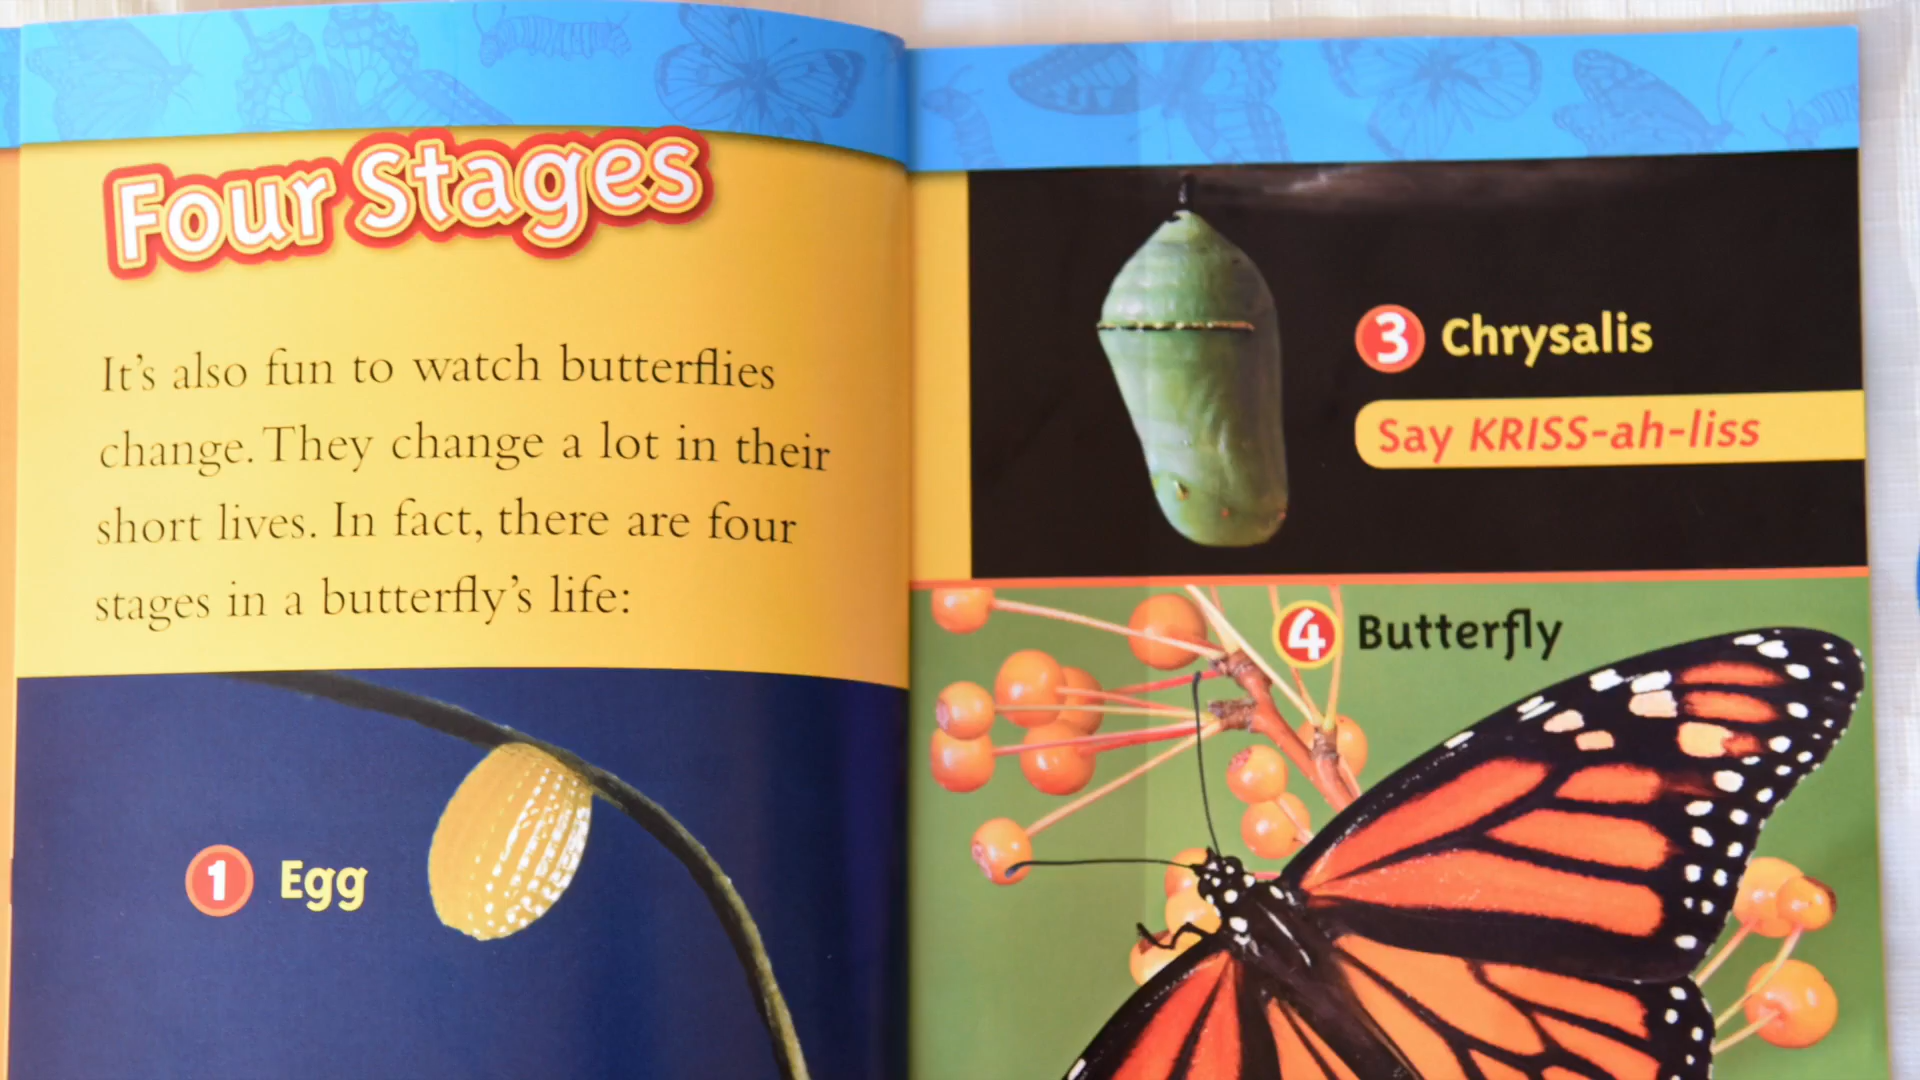 Four Stages
It's also fun to watch butterflies
change. They change a lot in their
short lives. In fact, there are four
stages in a butterfly's life:
1 Egg
3 Chrysalis
Say KRISS-ah-liss
4 Butterfly